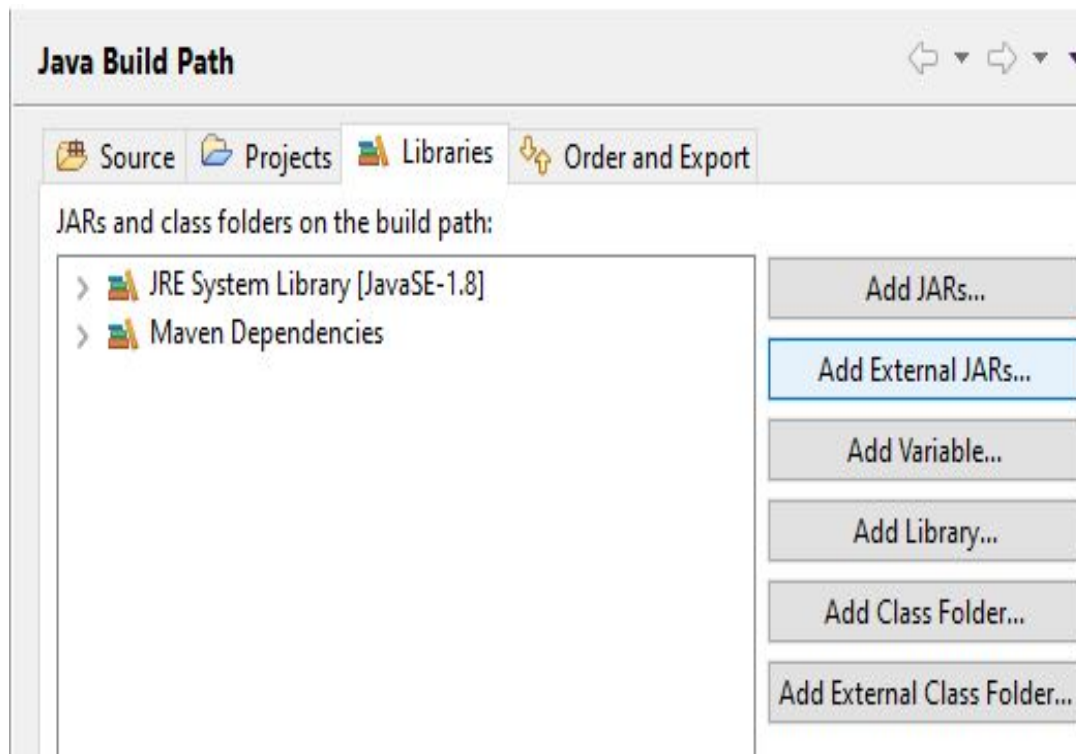 Java Build Path
Source Projects Libraries Order and Export
JARs and class folders on the build path:
JRE System Library [JavaSE-1.8]
Maven Dependencies
Add JARs...
Add External JARs...
Add Variable...
Add Library...
Add Class Folder...
Add External Class Folder...